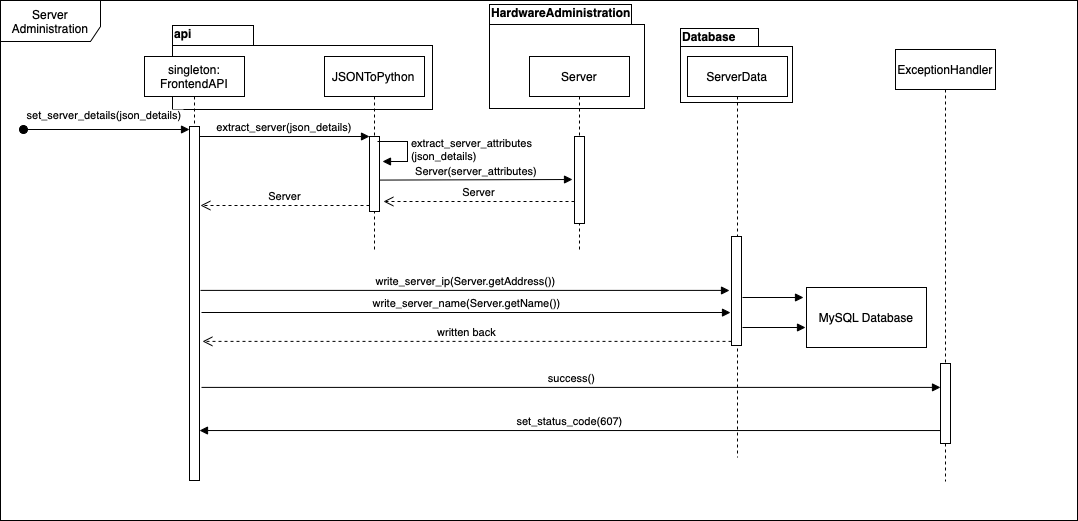 Server
Administration
api
HardwareAdministration
Database
singleton:
FrontendAPI
JSONToPython
Server
ServerData
ExceptionHandler
set_server_details(json_details)
extract_server(json_details)
extract_server_attributes
(json_details)
Server(server_attributes)
Server
Server
write_server_ip(Server.getAddress())
write_server_name(Server.getName())
MySQL Database
written back
success()
set_status_code(607)